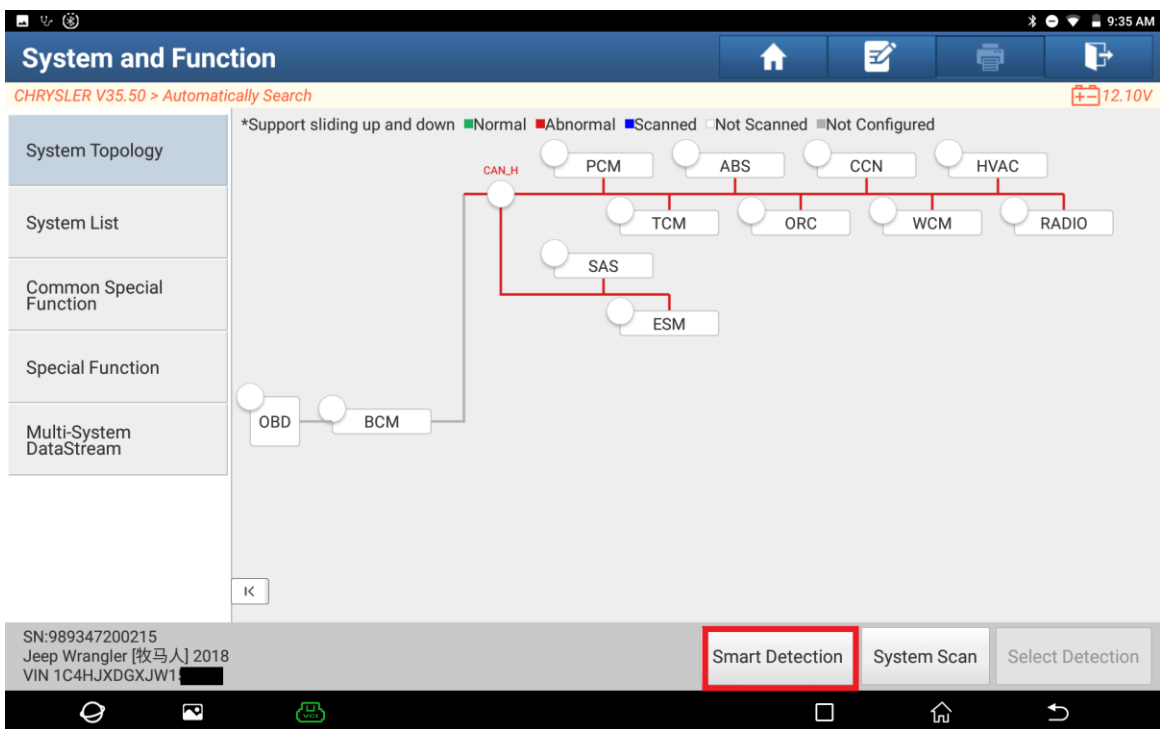 9:35 AM
System and Function
CHRYSLER V35.50 > Automatically Search
12.10V
System Topology
System List
Common Special
Function
Special Function
Multi-System
DataStream
*Support sliding up and down Normal Abnormal Scanned Not Scanned Not Configured
CAN_H
PCM ABS CCN HVAC
TCM ORC WCM RADIO
SAS
ESM
OBD BCM
SN:989347200215
Jeep Wrangler [牧马人] 2018
VIN 1C4HJXDGXJW1
Smart Detection System Scan Select Detection
VCI